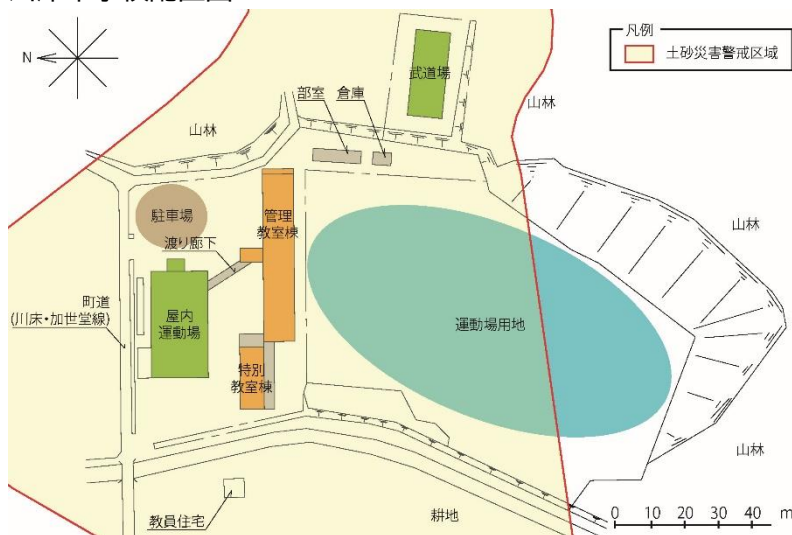 凡例
土砂災害警戒区域
N
武道場
部室 倉庫
山林
山林
山林
駐車場
管理
教室棟
渡り廊下
町道
(川床・加世堂線)
屋内
運動場
運動場用地
特別
教室棟
山林
教員住宅
耕地
0 10 20 30 40 m